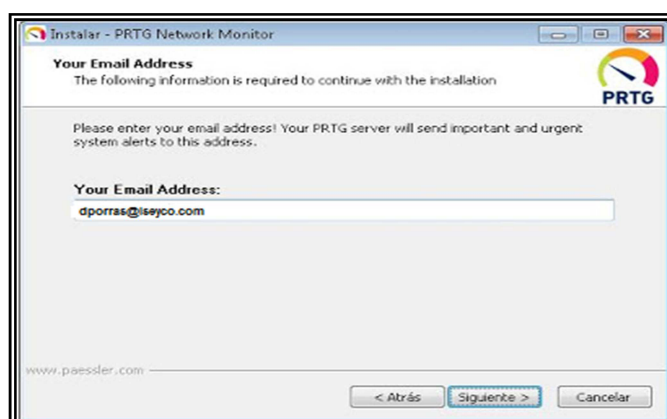 Instalar - PRTG Network Monitor
Your Email Address
The following information is required to continue with the installation
PRTG
Please enter your email address! Your PRTG server will send important and urgent
system alerts to this address.
Your Email Address:
dporras@iseyco.com
www.paessler.com
< Atrás Siguiente > Cancelar